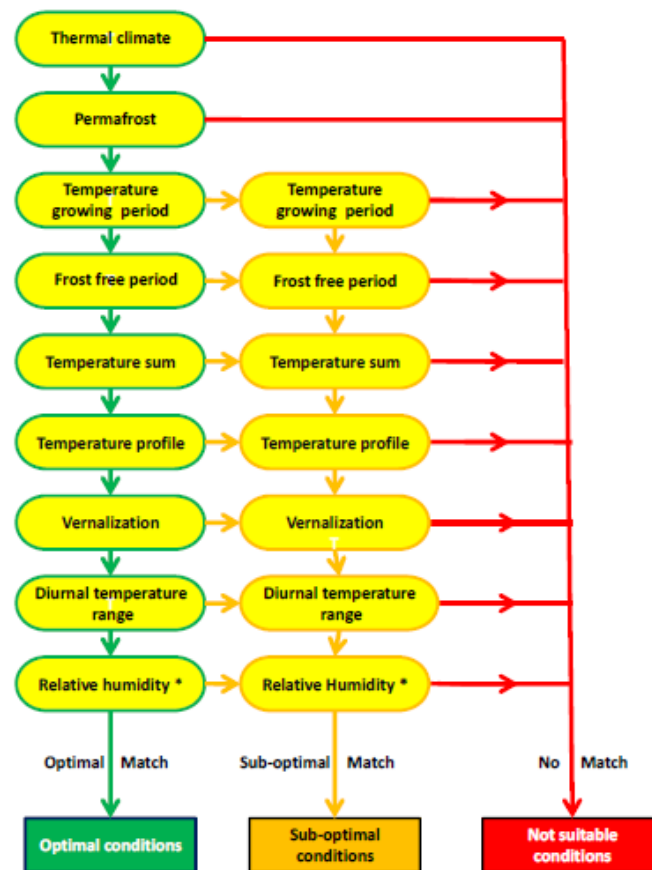 Thermal climate
Permafrost
Temperature
growing period
Temperature
growing period
Frost free period
Frost free period
Temperature sum
Temperature sum
Temperature profile
Temperature profile
Vernalization
Vernalization
Diurnal temperature
range
Diurnal temperature
range
Relative humidity *
Relative Humidity *
Optimal Match
Sub-optimal Match
No Match
Optimal conditions
Sub-optimal
conditions
Not suitable
conditions